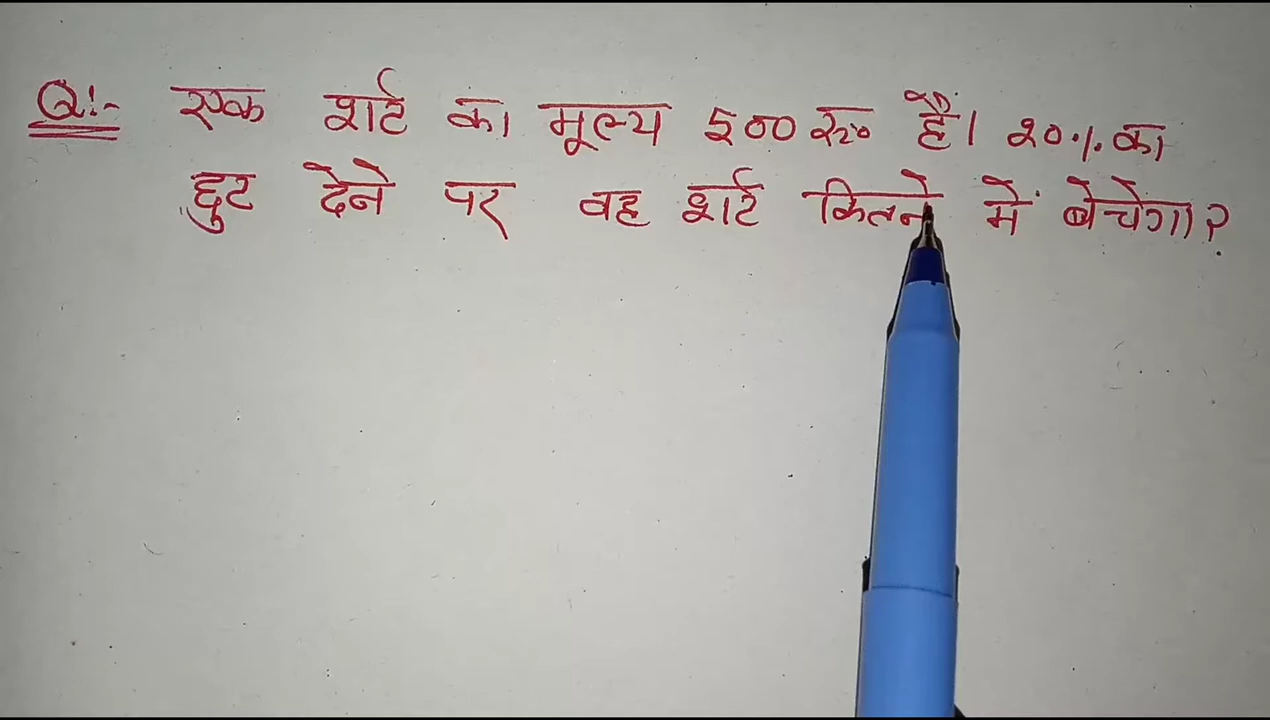 Q:- एक शर्ट का मूल्य 500 रु० है। 20% का
छुट देने पर वह शर्ट कितने में बेचेगा?